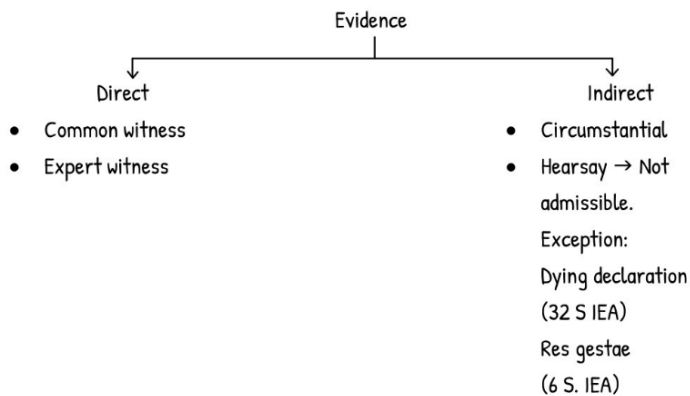 Evidence
Direct
• Common witness
• Expert witness
Indirect
• Circumstantial
• Hearsay → Not
admissible.
Exception:
Dying declaration
(32 S IEA)
Res gestae
(6 S. IEA)